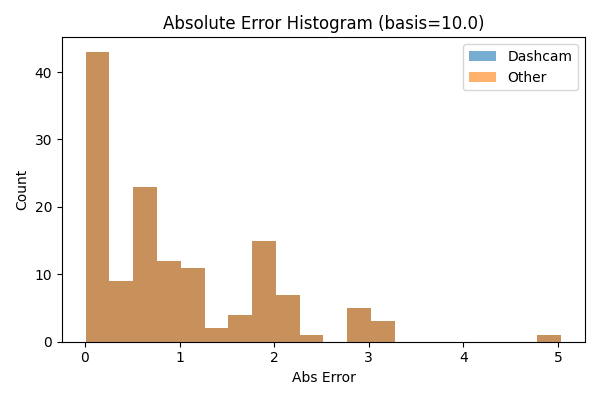 Absolute Error Histogram (basis=10.0)
Dashcam
Other
Count
40
30
20
10
0
0 1 2 3 4 5
Abs Error